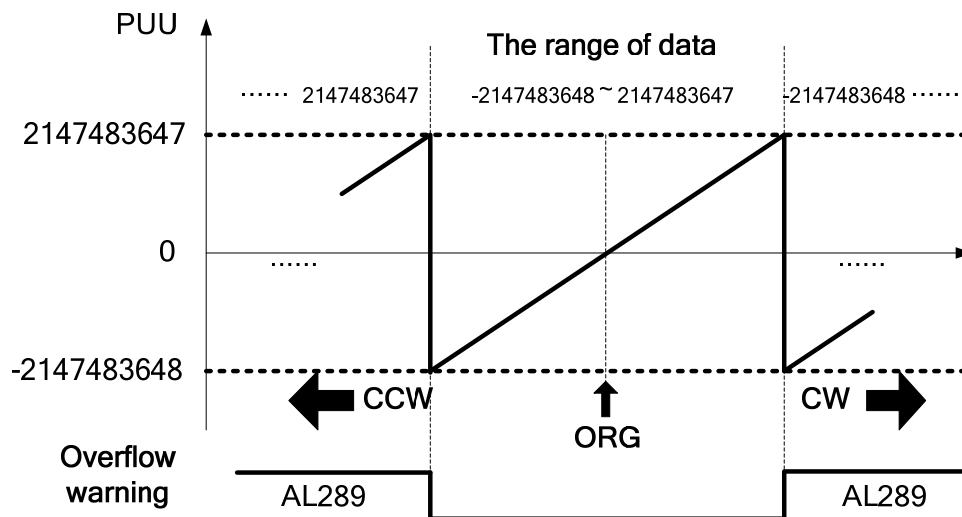 PUU
The range of data
...... 2147483647
-2147483648 ~ 2147483647
-2147483648 ......
2147483647
0
......
......
-2147483648
CCW
CW
ORG
Overflow
warning
AL289
AL289